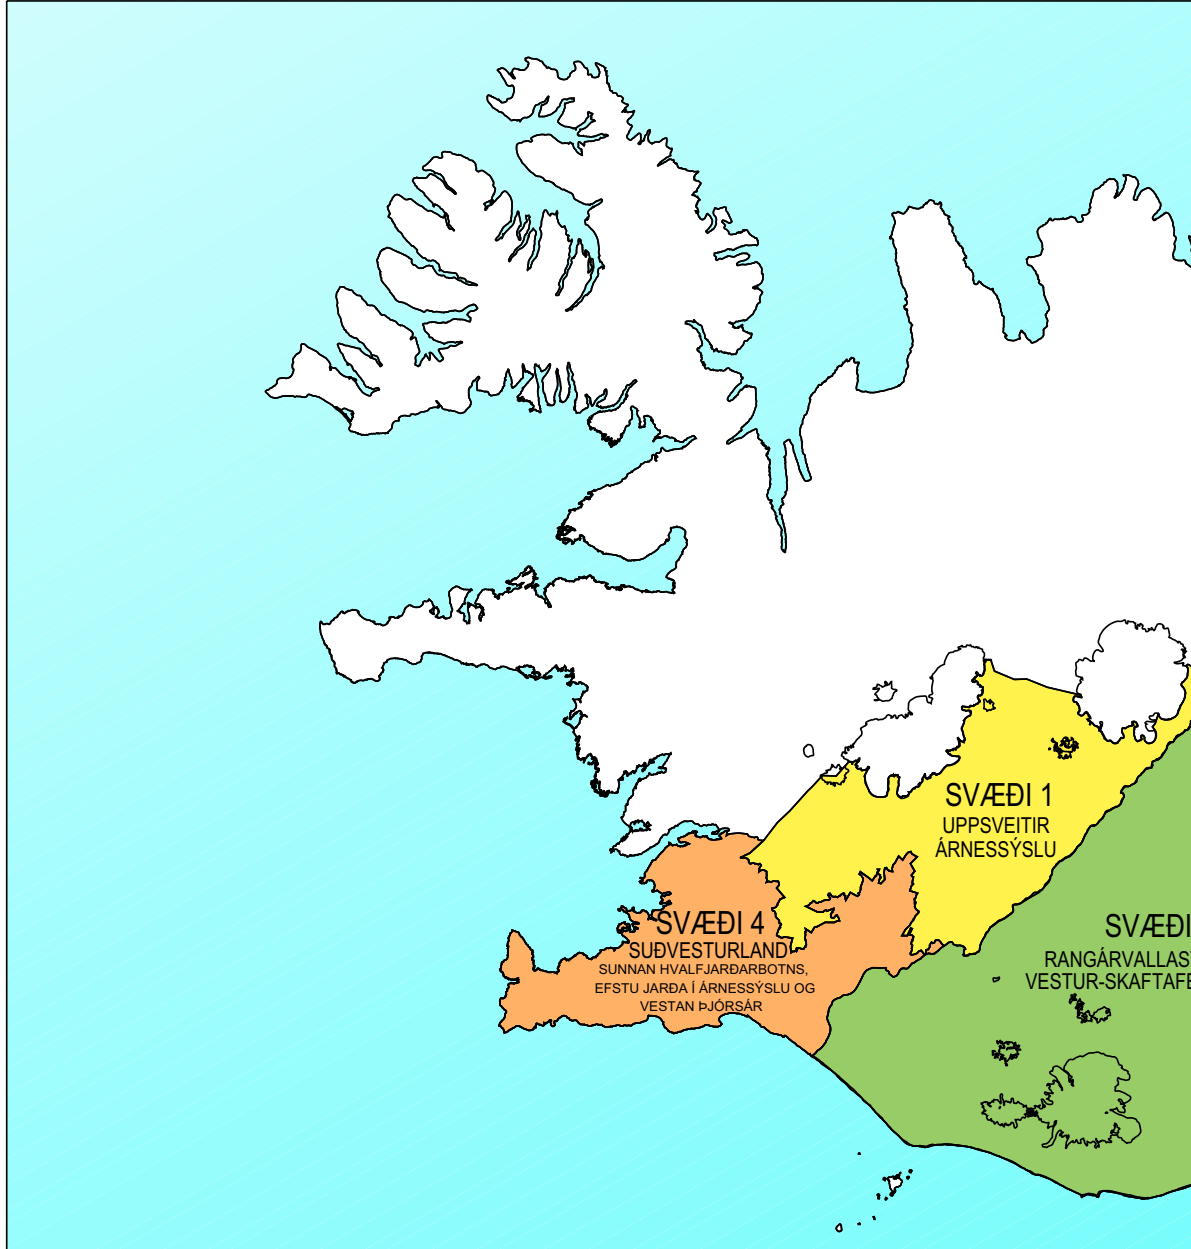 SVÆÐI 1
UPPSVEITIR
ÁRNESSÝSLU
SVÆÐI 4
SUÐVESTURLAND
SUNNAN HVALFJARÐARBOTNS,
EFSTU JARÐA Í ÁRNESSÝSLU OG
VESTAN ÞJÓRSÁR
SVÆÐI
RANGÁRVALLAS
VESTUR-SKAFTAFE